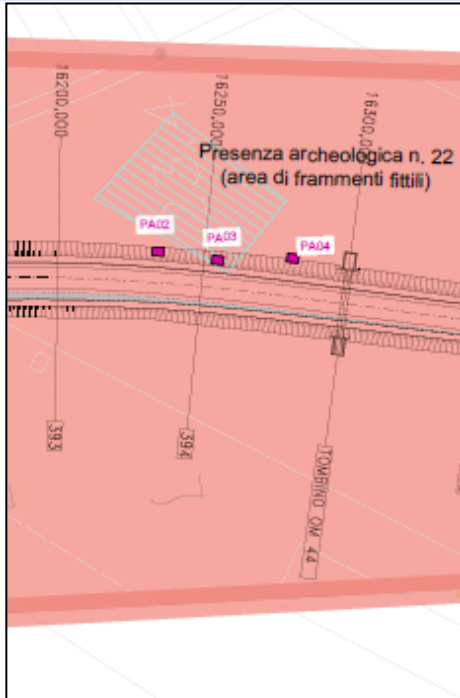 16200,000
16250,000
16300,000
Presenza archeologica n. 22
(area di frammenti fittili)
PA02
PA03
PA04
393
394
TOMBINO OM 44